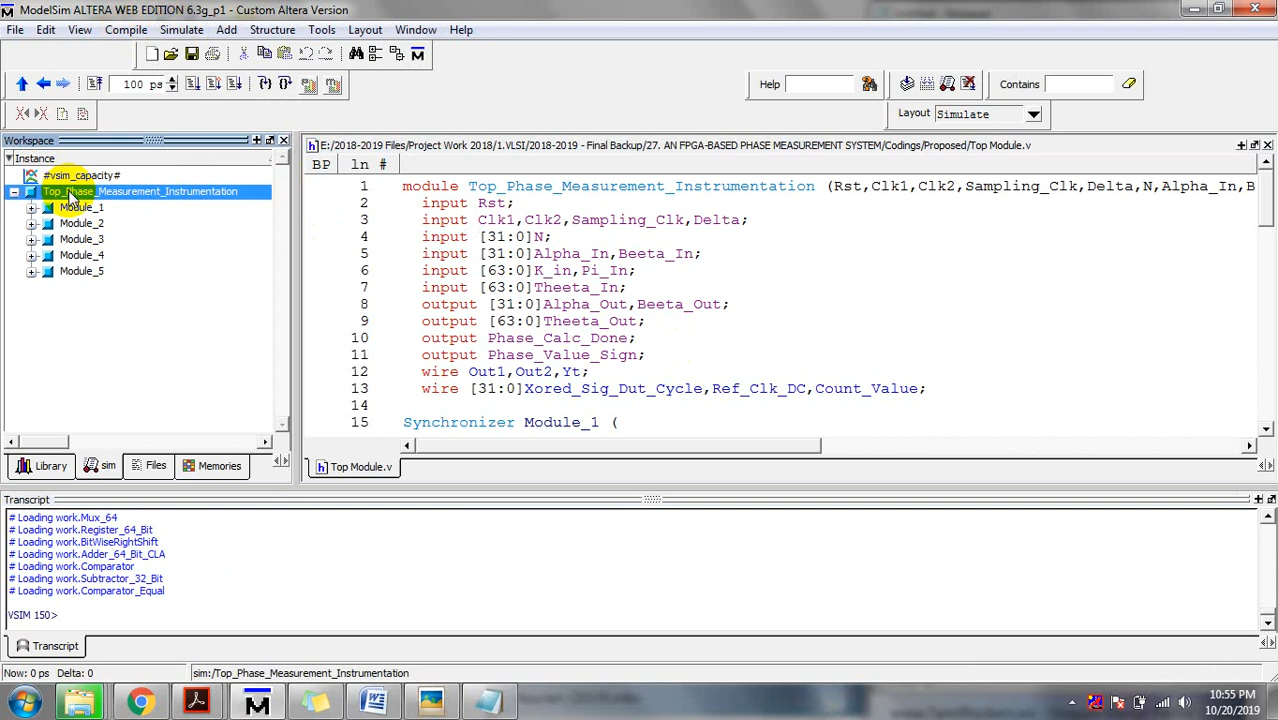 ModelSim ALTERA WEB EDITION 6.3g_p1 - Custom Altera Version
File Edit View Compile Simulate Add Structure Tools Layout Window Help
100 ps
Help
Contains
Layout Simulate
Workspace
Instance
#vsim_capacity#
Top_Phase_Measurement_Instrumentation
Module_1
Module_2
Module_3
Module_4
Module_5
Library sim Files Memories
E:/2018-2019 Files/Project Work 2018/1.VLSI/2018-2019 - Final Backup/27. AN FPGA-BASED PHASE MEASUREMENT SYSTEM/Codings/Proposed/Top Module.v
BP ln #
1 module Top_Phase_Measurement_Instrumentation (Rst,Clk1,Clk2,Sampling_Clk,Delta,N,Alpha_In,B
2 input Rst;
3 input Clk1,Clk2,Sampling_Clk,Delta;
4 input [31:0]N;
5 input [31:0]Alpha_In,Beeta_In;
6 input [63:0]K_in,Pi_In;
7 input [63:0]Theeta_In;
8 output [31:0]Alpha_Out,Beeta_Out;
9 output [63:0]Theeta_Out;
10 output Phase_Calc_Done;
11 output Phase_Value_Sign;
12 wire Out1,Out2,Yt;
13 wire [31:0]Xored_Sig_Dut_Cycle,Ref_Clk_DC,Count_Value;
14
15 Synchronizer Module_1 (
Top Module.v
Transcript
# Loading work.Mux_64
# Loading work.Register_64_Bit
# Loading work.BitWiseRightShift
# Loading work.Adder_64_Bit_CLA
# Loading work.Comparator
# Loading work.Subtractor_32_Bit
# Loading work.Comparator_Equal
VSIM 150>
Transcript
Now: 0 ps Delta: 0 sim:/Top_Phase_Measurement_Instrumentation
10:55 PM
10/20/2019